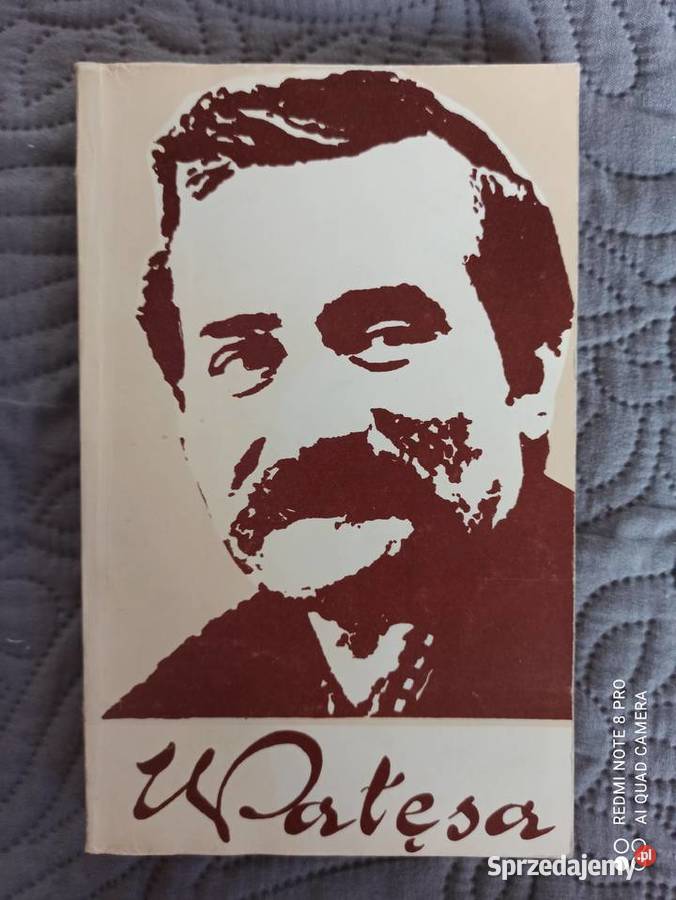 Wałęsa
REDMI NOTE 8 PRO
AI QUAD CAMERA
Sprzedajemy.pl